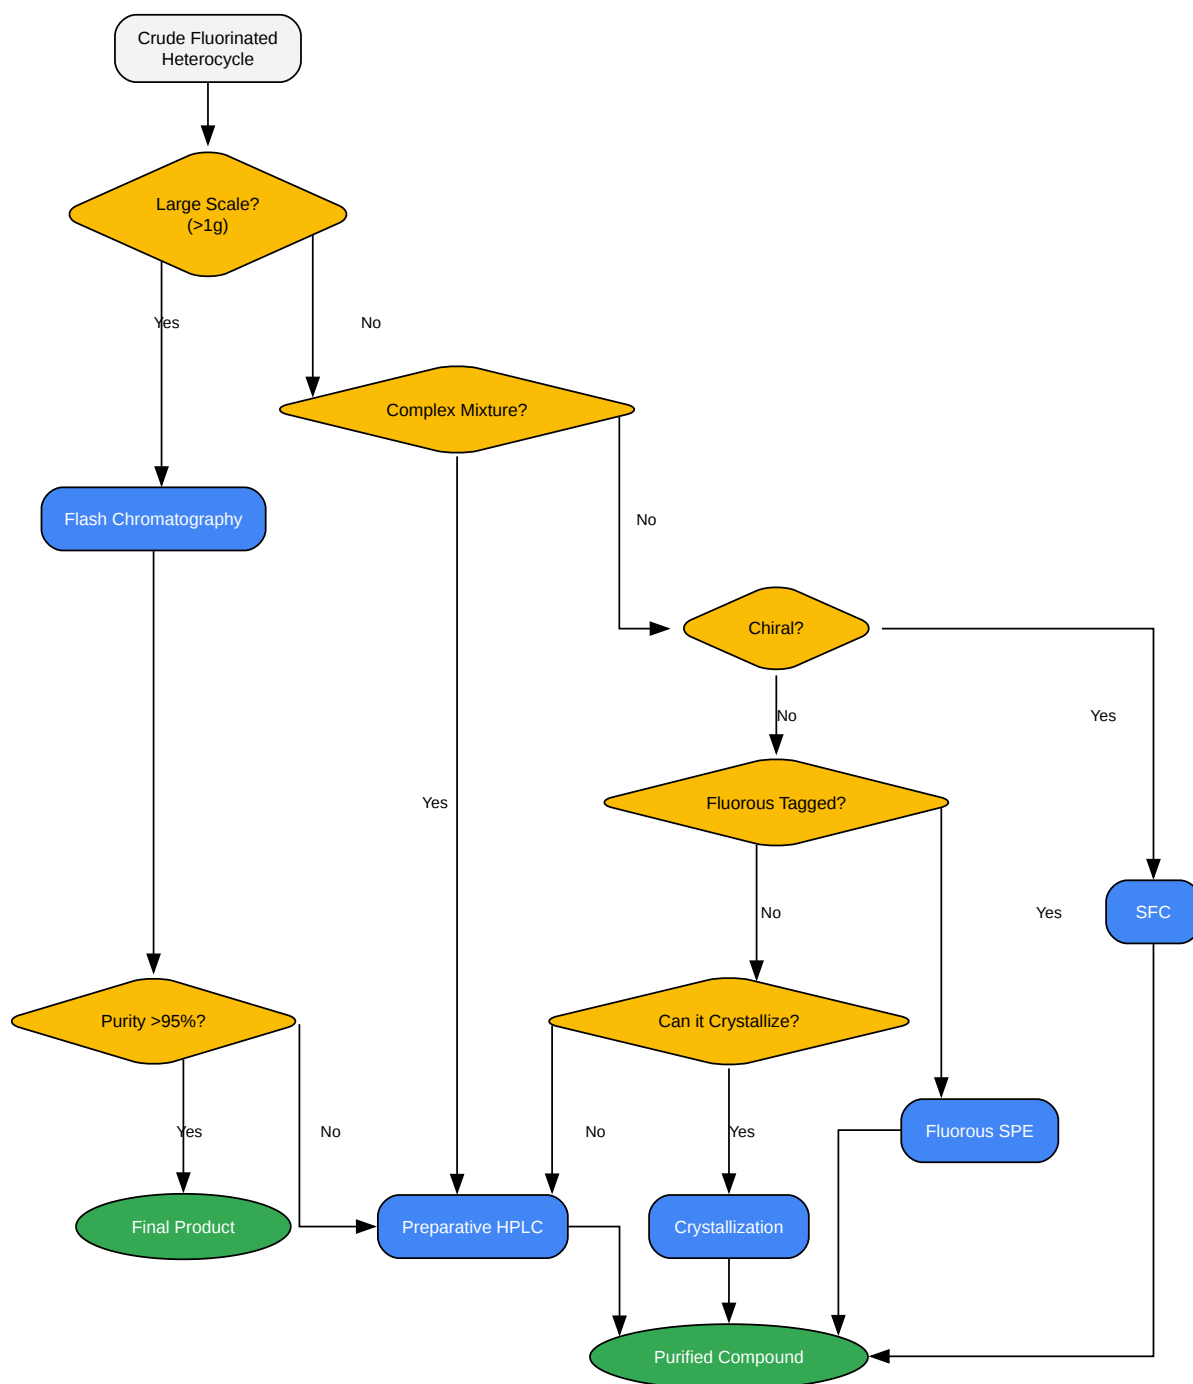 Crude Fluorinated
Heterocycle
Large Scale?
(>1g)
Yes
No
Complex Mixture?
Flash Chromatography
No
Chiral?
No
Yes
Yes
Fluorous Tagged?
No
Yes
SFC
Purity >95%?
Can it Crystallize?
Yes
No
No
Yes
Fluorous SPE
Final Product
Preparative HPLC
Crystallization
Purified Compound